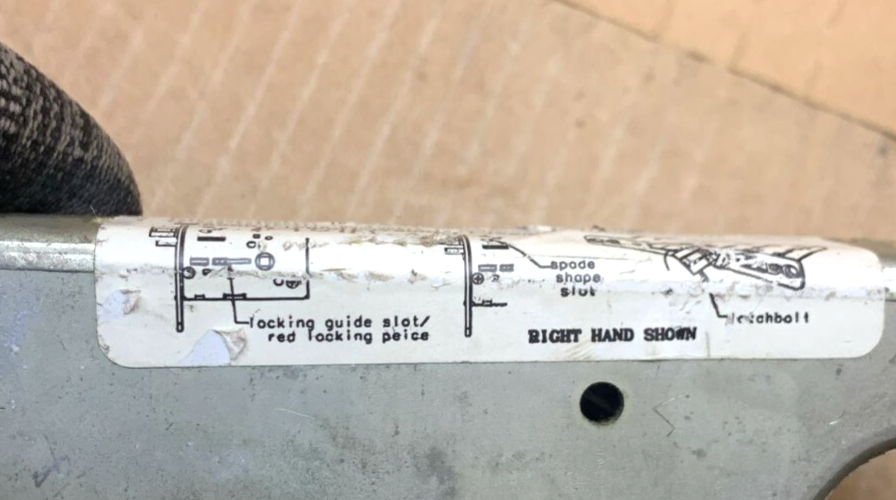 spade
shape
slot
locking guide slot/
red locking peice
RIGHT HAND SHOWN
latchbolt